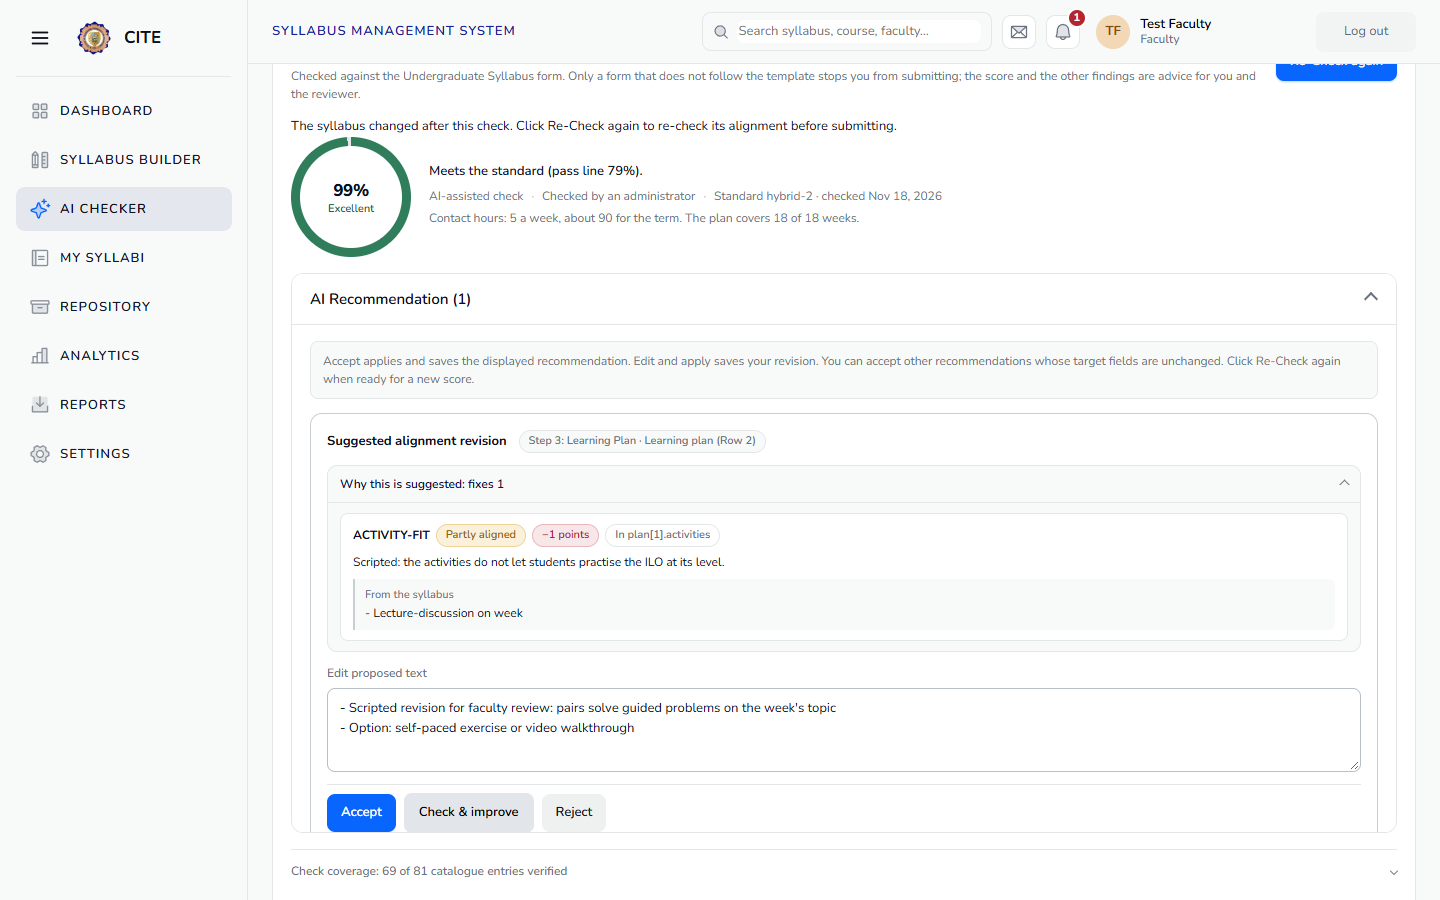 CITE
SYLLABUS MANAGEMENT SYSTEM
Search syllabus, course, faculty...
1
TF
Test Faculty
Faculty
Log out
DASHBOARD
SYLLABUS BUILDER
AI CHECKER
MY SYLLABI
REPOSITORY
ANALYTICS
REPORTS
SETTINGS
Checked against the Undergraduate Syllabus form. Only a form that does not follow the template stops you from submitting; the score and the other findings are advice for you and
the reviewer.
The syllabus changed after this check. Click Re-Check again to re-check its alignment before submitting.
99%
Excellent
Meets the standard (pass line 79%).
AI-assisted check · Checked by an administrator · Standard hybrid-2 · checked Nov 18, 2026
Contact hours: 5 a week, about 90 for the term. The plan covers 18 of 18 weeks.
AI Recommendation (1)
Accept applies and saves the displayed recommendation. Edit and apply saves your revision. You can accept other recommendations whose target fields are unchanged. Click Re-Check again
when ready for a new score.
Suggested alignment revision
Step 3: Learning Plan · Learning plan (Row 2)
Why this is suggested: fixes 1
ACTIVITY-FIT Partly aligned −1 points In plan[1].activities
Scripted: the activities do not let students practise the ILO at its level.
From the syllabus
- Lecture-discussion on week
Edit proposed text
- Scripted revision for faculty review: pairs solve guided problems on the week's topic
- Option: self-paced exercise or video walkthrough
Accept
Check & improve
Reject
Check coverage: 69 of 81 catalogue entries verified